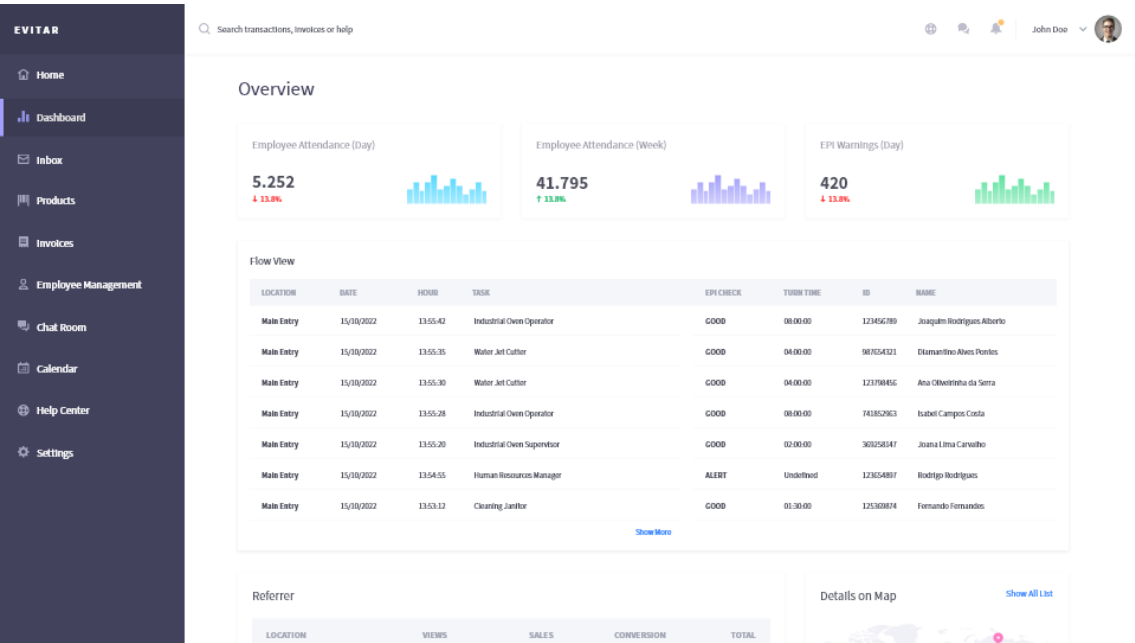 EVITAR
Search transactions, invoices or help
John Doe
Home
Dashboard
Inbox
Products
Invoices
Employee Management
Chat Room
Calendar
Help Center
Settings
Overview
Employee Attendance (Day)
5.252
↓ 13.8%
Employee Attendance (Week)
41.795
↑ 13.8%
EPI Warnings (Day)
420
↓ 13.8%
Flow View
LOCATION DATE HOUR TASK EPI CHECK TURN TIME ID NAME
Main Entry 15/10/2022 13:55:42 Industrial Oven Operator GOOD 08:00:00 123456789 Joaquim Rodrigues Alberto
Main Entry 15/10/2022 13:55:35 Water Jet Cutter GOOD 04:00:00 987654321 Diamantino Alves Pontes
Main Entry 15/10/2022 13:55:30 Water Jet Cutter GOOD 04:00:00 123798456 Ana Oliveirinha da Serra
Main Entry 15/10/2022 13:55:28 Industrial Oven Operator GOOD 08:00:00 741852963 Isabel Campos Costa
Main Entry 15/10/2022 13:55:20 Industrial Oven Supervisor GOOD 02:00:00 369258147 Joana Lima Carvalho
Main Entry 15/10/2022 13:54:55 Human Resources Manager ALERT Undefined 123654897 Rodrigo Rodrigues
Main Entry 15/10/2022 13:53:12 Cleaning Janitor GOOD 01:30:00 125369874 Fernando Fernandes
Show More
Referrer
LOCATION VIEWS SALES CONVERSION TOTAL
Details on Map
Show All List